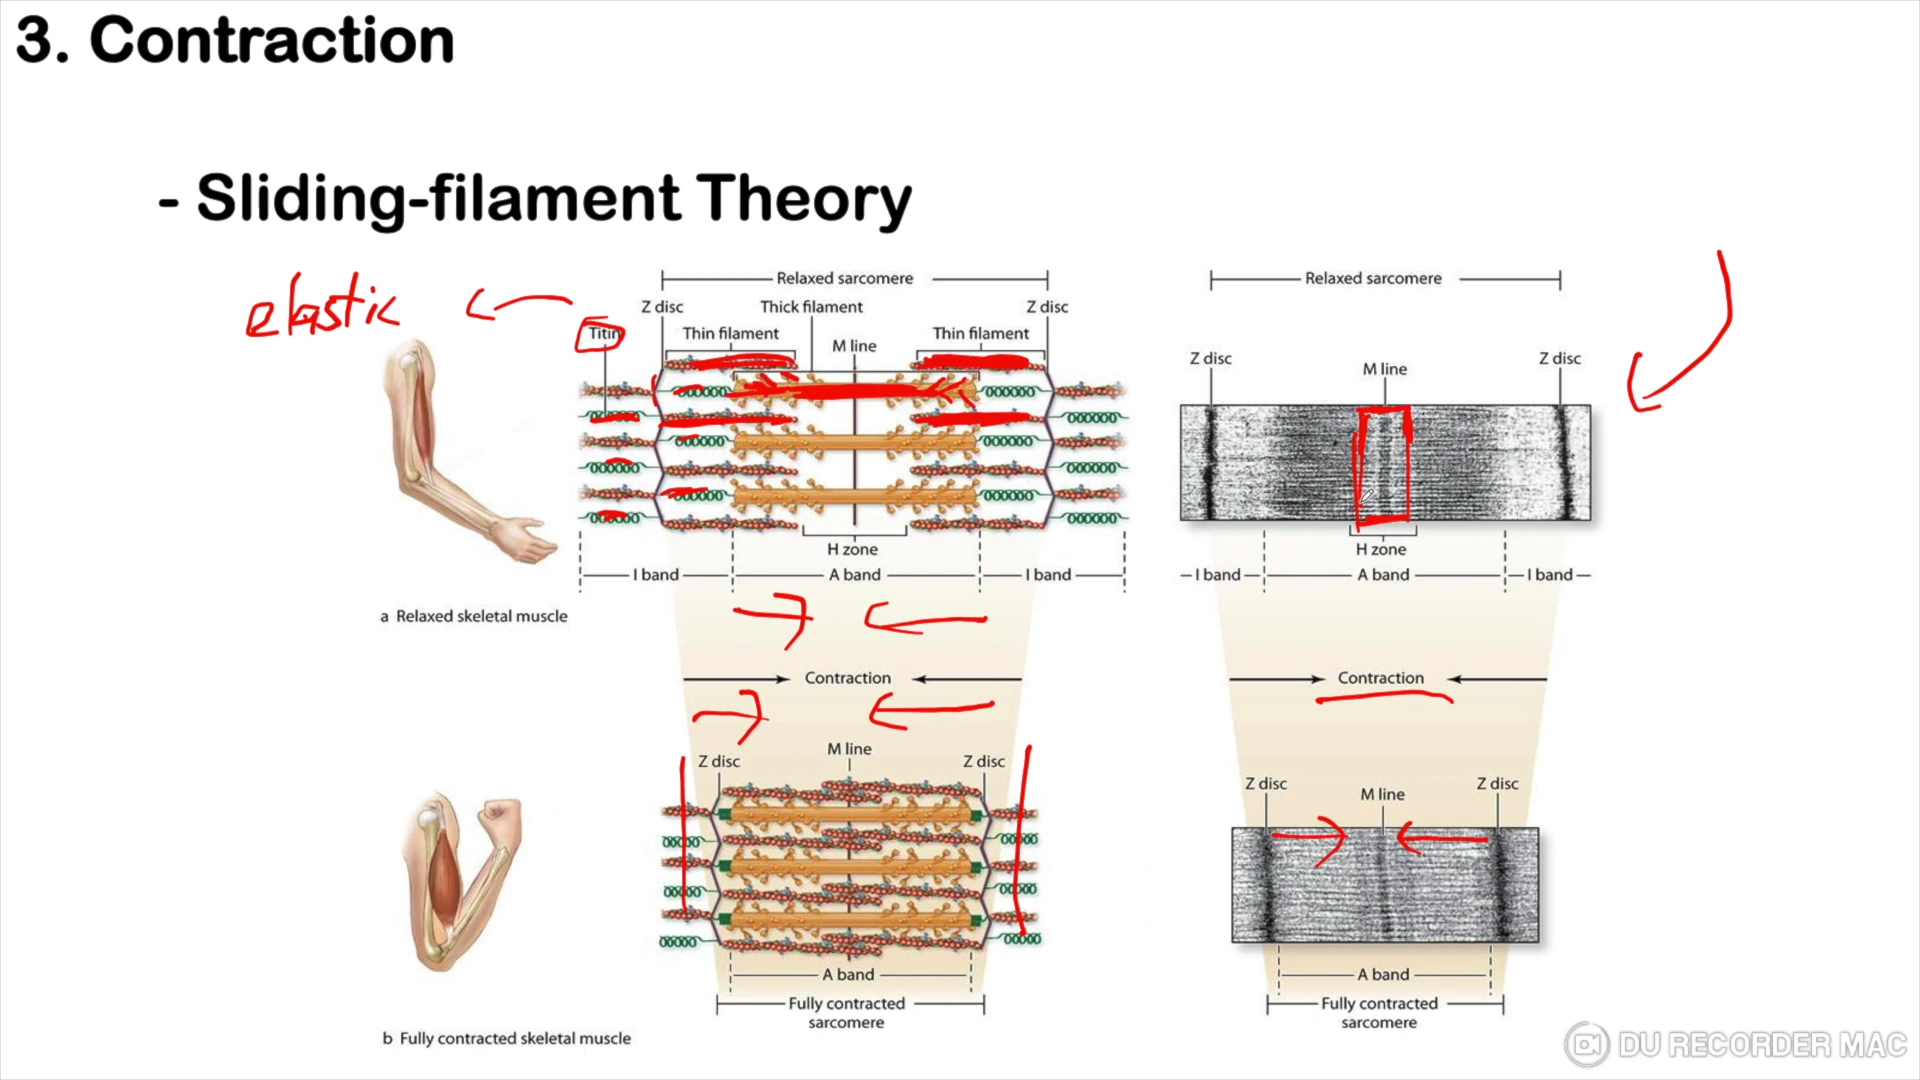 3. Contraction
- Sliding-filament Theory
elastic
Relaxed sarcomere
Z disc
Thick filament
Z disc
Titin
Thin filament
M line
Thin filament
H zone
I band
A band
I band
a Relaxed skeletal muscle
Relaxed sarcomere
Z disc
M line
Z disc
H zone
I band
A band
I band
Contraction
Contraction
Z disc
M line
Z disc
A band
Fully contracted
sarcomere
b Fully contracted skeletal muscle
Z disc
M line
Z disc
A band
Fully contracted
sarcomere
DU RECORDER MAC